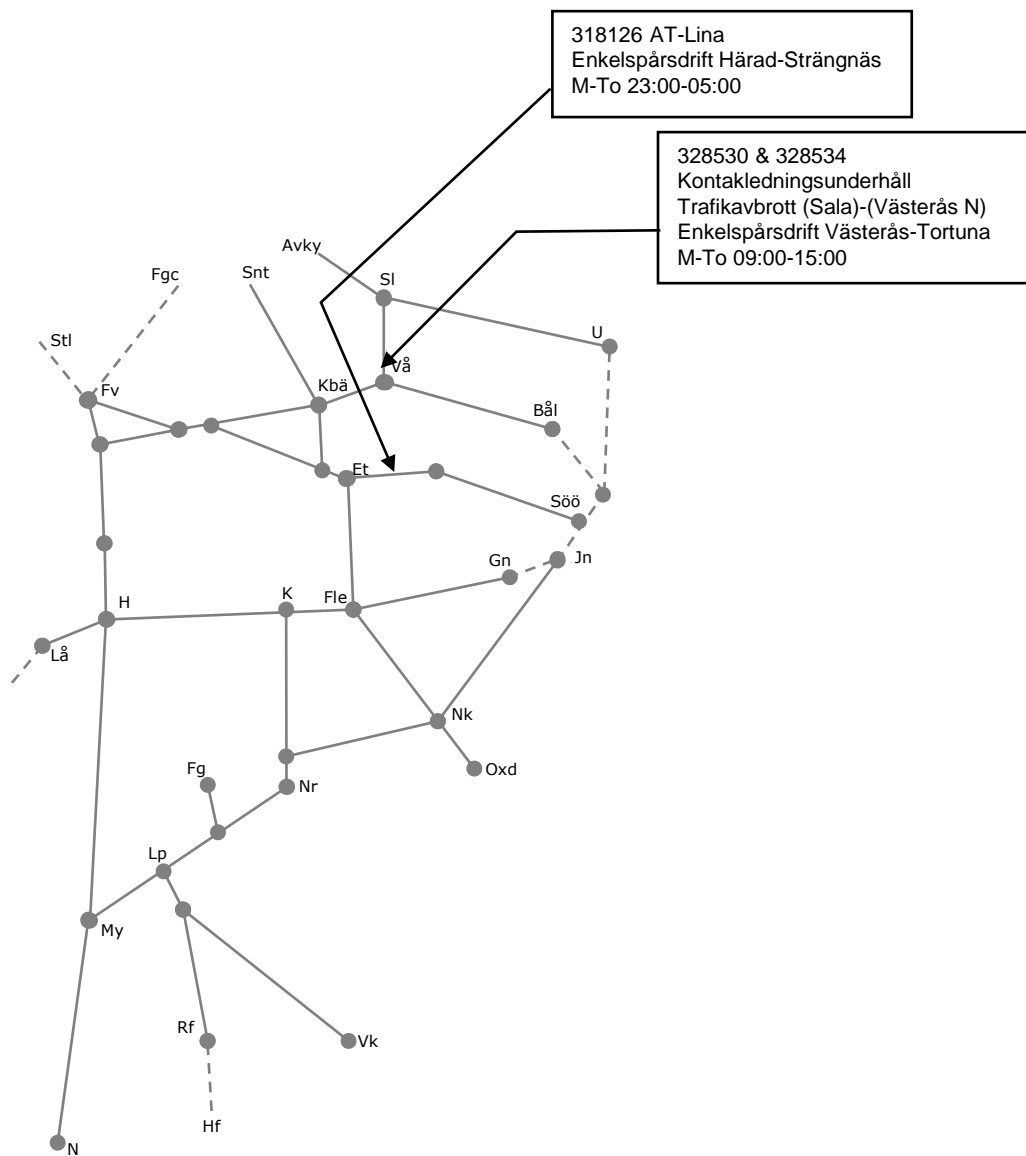 318126 AT-Lina
Enkelspårsdrift Härad-Strängnäs
M-To 23:00-05:00
328530 & 328534
Kontakledningsunderhåll
Trafikavbrott (Sala)-(Västerås N)
Enkelspårsdrift Västerås-Tortuna
M-To 09:00-15:00
Avky
Snt
Fgc
Sl
U
Stl
Vå
Fv
Kbä
Bål
Et
Söö
Gn
Jn
H
K
Fle
Lå
Nk
Fg
Oxd
Nr
Lp
My
Rf
Vk
Hf
N